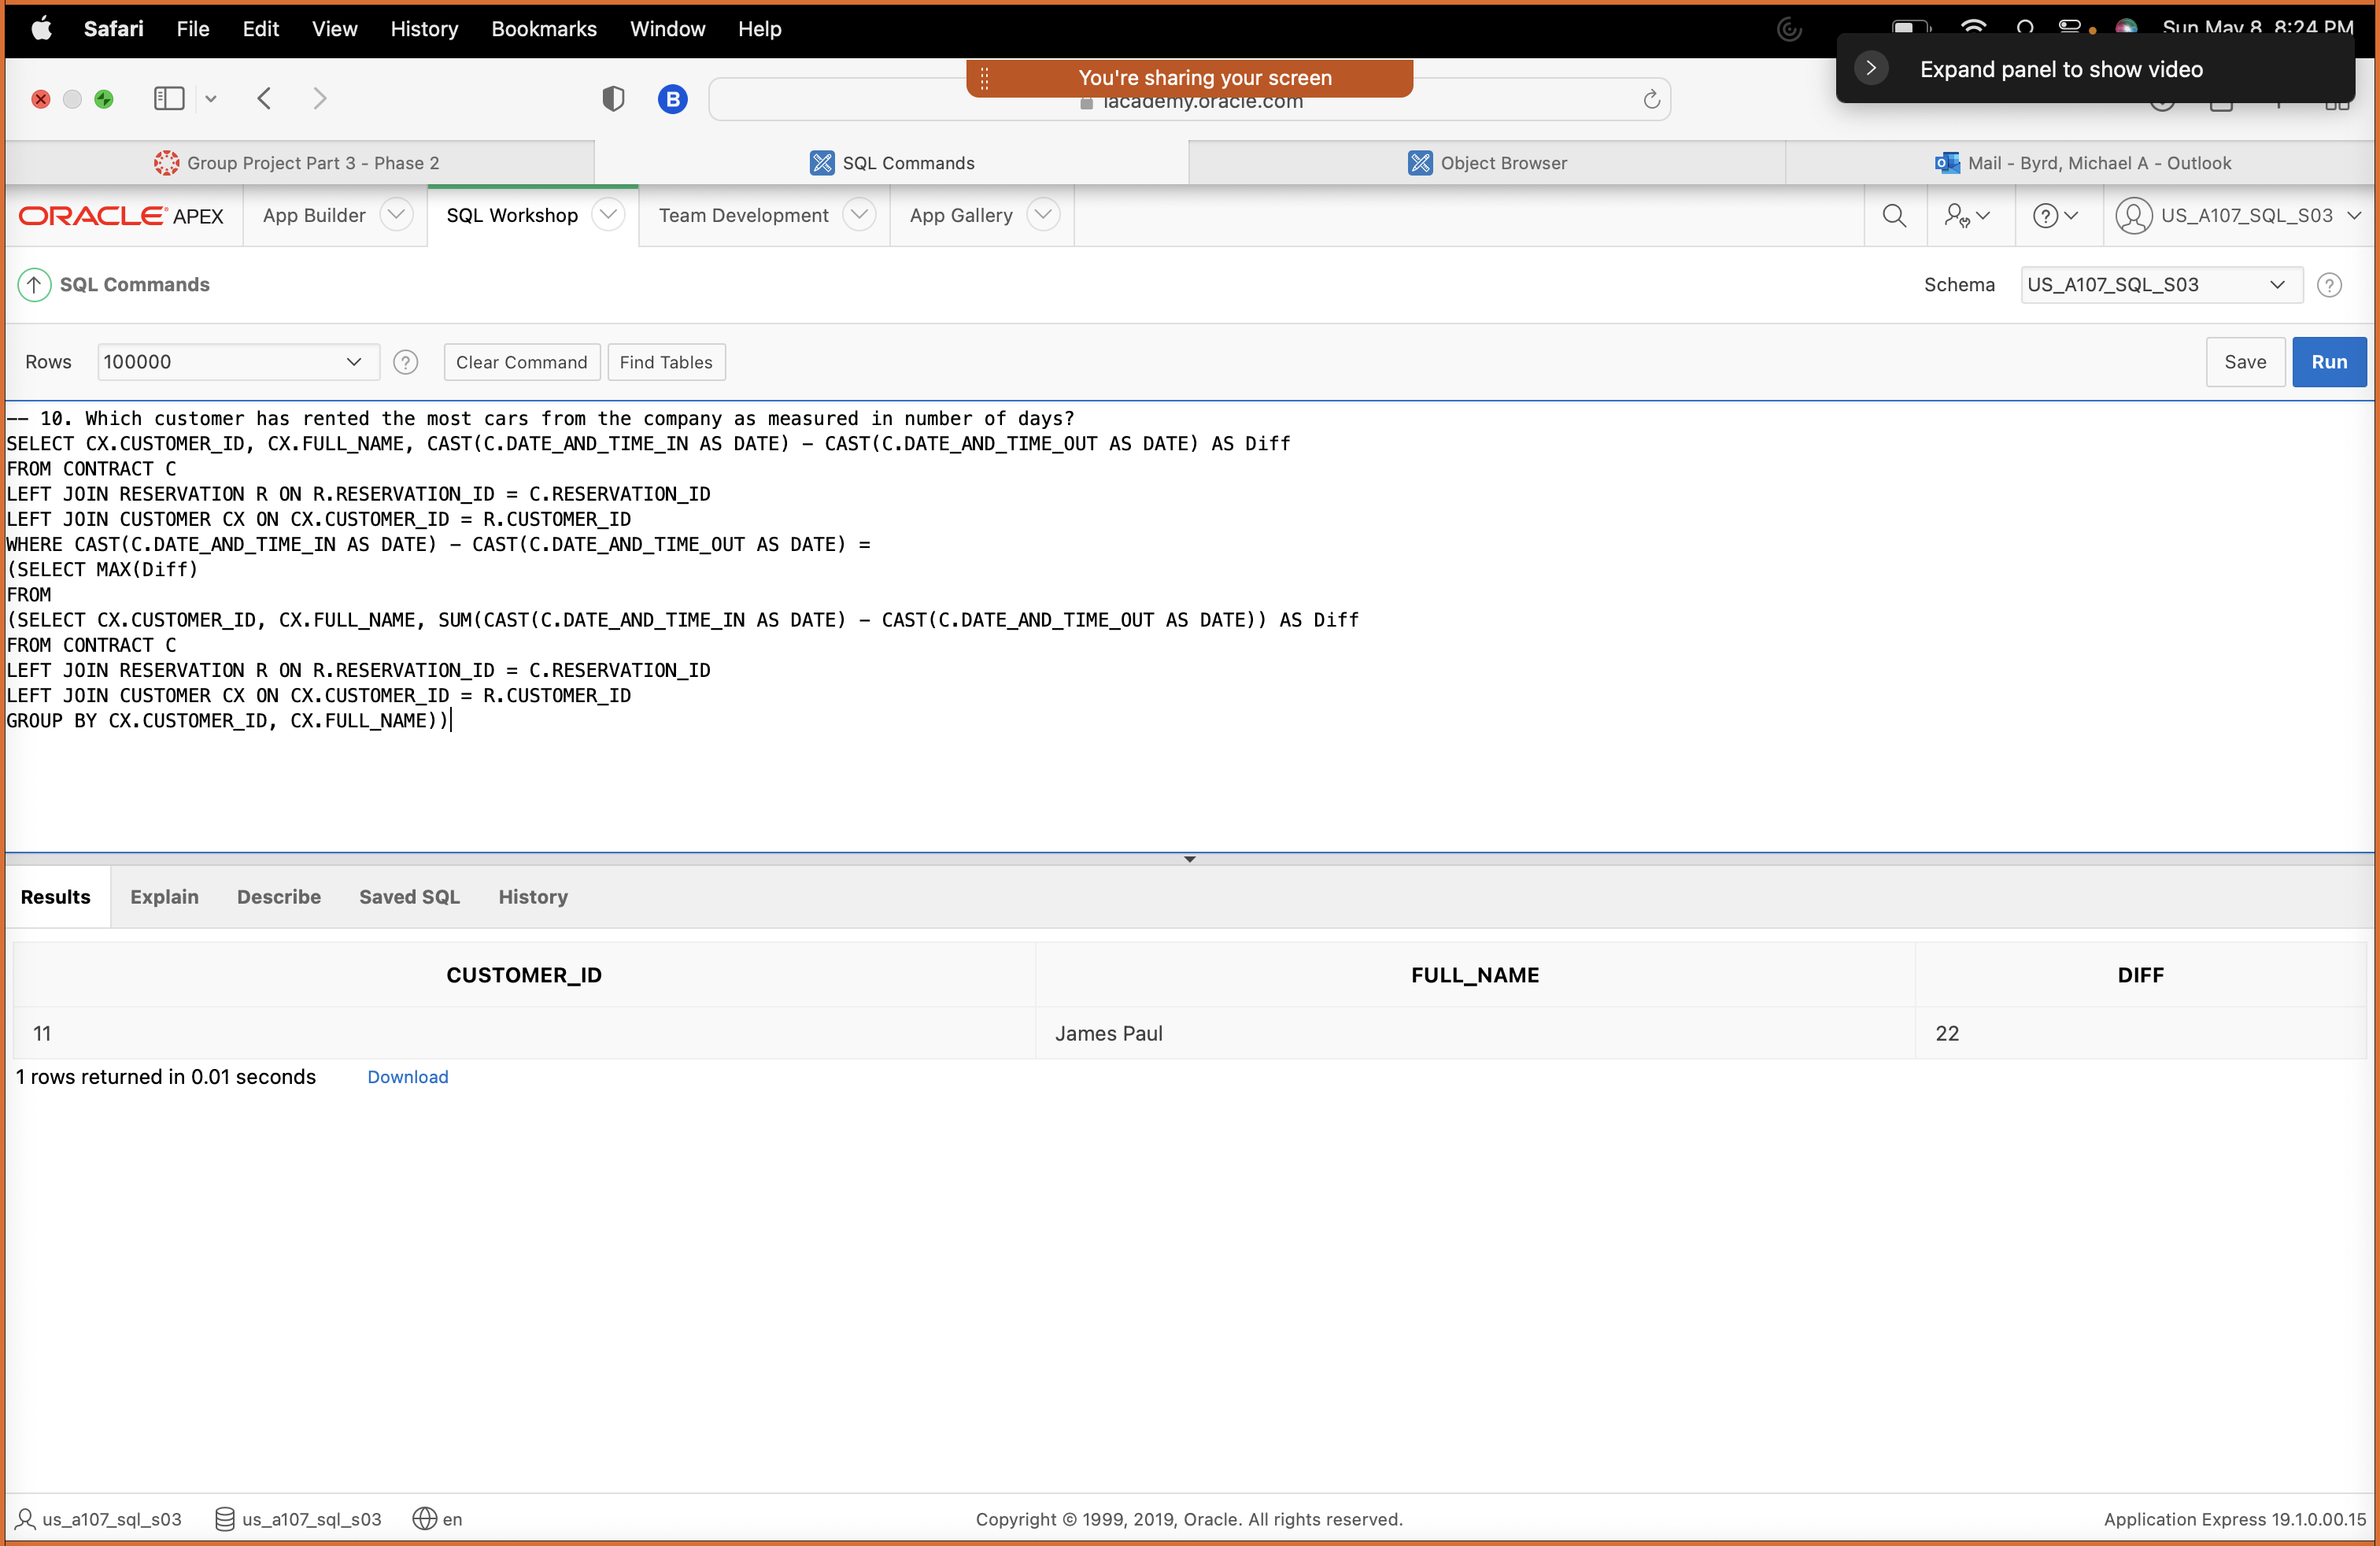 Safari File Edit View History Bookmarks Window Help Sun May 8 8:24 PM
You're sharing your screen
Expand panel to show video
B
iacademy.oracle.com
Group Project Part 3 - Phase 2
SQL Commands
Object Browser
Mail - Byrd, Michael A - Outlook
ORACLE APEX App Builder SQL Workshop Team Development App Gallery US_A107_SQL_S03
SQL Commands
Schema US_A107_SQL_S03
Rows 100000 Clear Command Find Tables Save Run
-- 10. Which customer has rented the most cars from the company as measured in number of days?
SELECT CX.CUSTOMER_ID, CX.FULL_NAME, CAST(C.DATE_AND_TIME_IN AS DATE) - CAST(C.DATE_AND_TIME_OUT AS DATE) AS Diff
FROM CONTRACT C
LEFT JOIN RESERVATION R ON R.RESERVATION_ID = C.RESERVATION_ID
LEFT JOIN CUSTOMER CX ON CX.CUSTOMER_ID = R.CUSTOMER_ID
WHERE CAST(C.DATE_AND_TIME_IN AS DATE) - CAST(C.DATE_AND_TIME_OUT AS DATE) =
(SELECT MAX(Diff)
FROM
(SELECT CX.CUSTOMER_ID, CX.FULL_NAME, SUM(CAST(C.DATE_AND_TIME_IN AS DATE) - CAST(C.DATE_AND_TIME_OUT AS DATE)) AS Diff
FROM CONTRACT C
LEFT JOIN RESERVATION R ON R.RESERVATION_ID = C.RESERVATION_ID
LEFT JOIN CUSTOMER CX ON CX.CUSTOMER_ID = R.CUSTOMER_ID
GROUP BY CX.CUSTOMER_ID, CX.FULL_NAME))
Results Explain Describe Saved SQL History
CUSTOMER_ID FULL_NAME DIFF
11 James Paul 22
1 rows returned in 0.01 seconds Download
us_a107_sql_s03 us_a107_sql_s03 en Copyright © 1999, 2019, Oracle. All rights reserved. Application Express 19.1.0.00.15